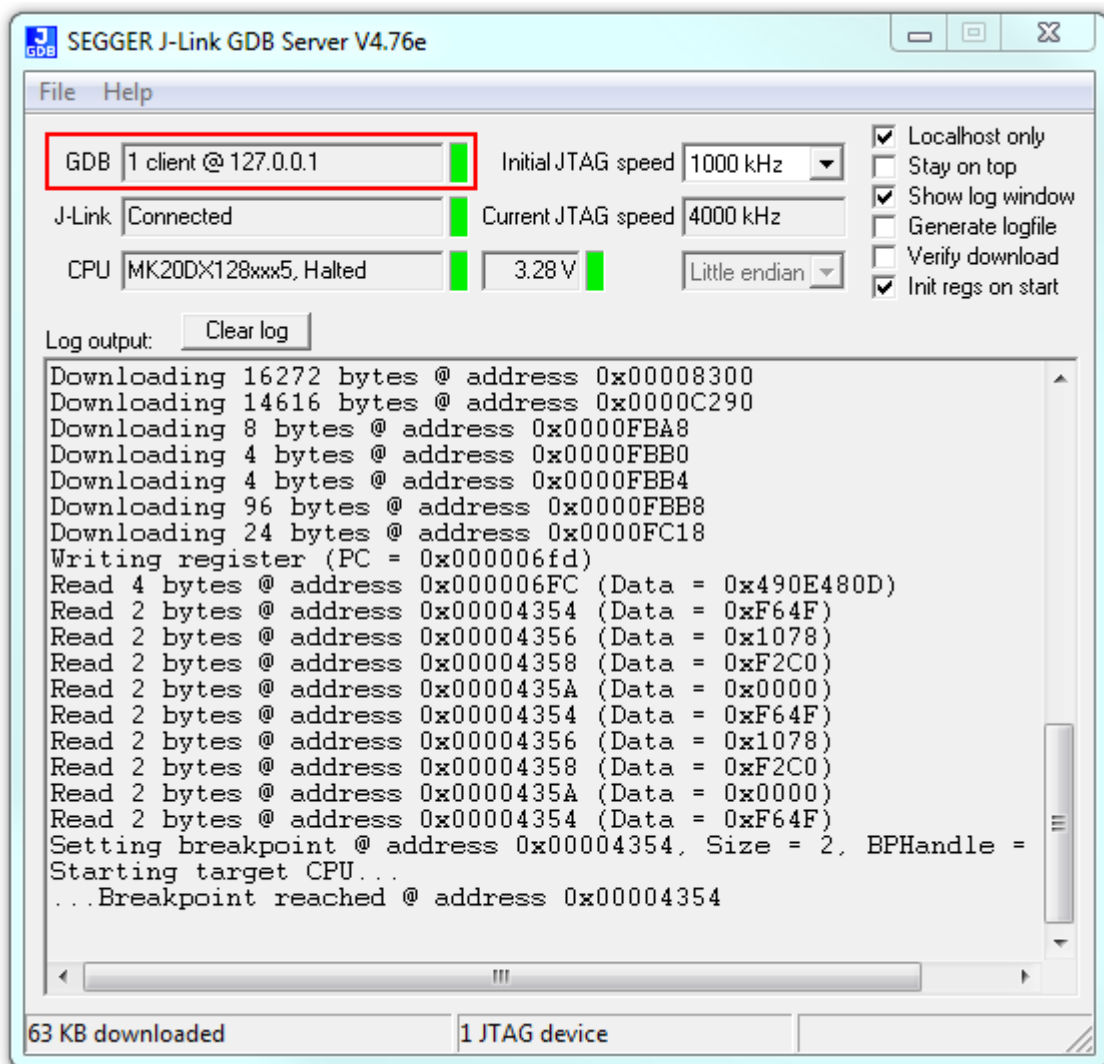 J
GDB
SEGGER J-Link GDB Server V4.76e
File Help
GDB 1 client @ 127.0.0.1 Initial JTAG speed 1000 kHz
J-Link Connected Current JTAG speed 4000 kHz
CPU MK20DX128xxx5, Halted 3.28 V Little endian
Localhost only
Stay on top
Show log window
Generate logfile
Verify download
Init regs on start
Log output: Clear log
Downloading 16272 bytes @ address 0x00008300
Downloading 14616 bytes @ address 0x0000C290
Downloading 8 bytes @ address 0x0000FBA8
Downloading 4 bytes @ address 0x0000FBB0
Downloading 4 bytes @ address 0x0000FBB4
Downloading 96 bytes @ address 0x0000FBB8
Downloading 24 bytes @ address 0x0000FC18
Writing register (PC = 0x000006fd)
Read 4 bytes @ address 0x000006FC (Data = 0x490E480D)
Read 2 bytes @ address 0x00004354 (Data = 0xF64F)
Read 2 bytes @ address 0x00004356 (Data = 0x1078)
Read 2 bytes @ address 0x00004358 (Data = 0xF2C0)
Read 2 bytes @ address 0x0000435A (Data = 0x0000)
Read 2 bytes @ address 0x00004354 (Data = 0xF64F)
Read 2 bytes @ address 0x00004356 (Data = 0x1078)
Read 2 bytes @ address 0x00004358 (Data = 0xF2C0)
Read 2 bytes @ address 0x0000435A (Data = 0x0000)
Read 2 bytes @ address 0x00004354 (Data = 0xF64F)
Setting breakpoint @ address 0x00004354, Size = 2, BPHandle =
Starting target CPU...
...Breakpoint reached @ address 0x00004354
63 KB downloaded 1 JTAG device